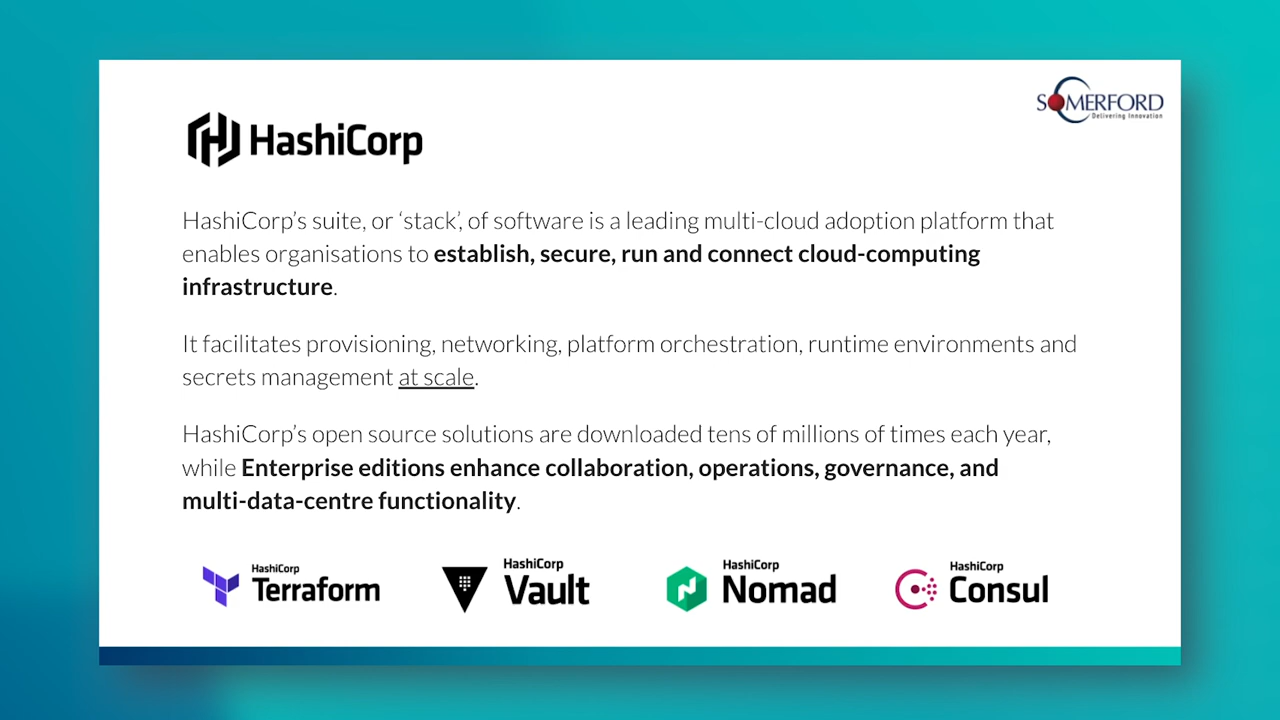 SOMERFORD
Delivering Innovation
HashiCorp
HashiCorp's suite, or ‘stack’, of software is a leading multi-cloud adoption platform that
enables organisations to establish, secure, run and connect cloud-computing
infrastructure.
It facilitates provisioning, networking, platform orchestration, runtime environments and
secrets management at scale.
HashiCorp's open source solutions are downloaded tens of millions of times each year,
while Enterprise editions enhance collaboration, operations, governance, and
multi-data-centre functionality.
HashiCorp
Terraform
HashiCorp
Vault
HashiCorp
Nomad
HashiCorp
Consul